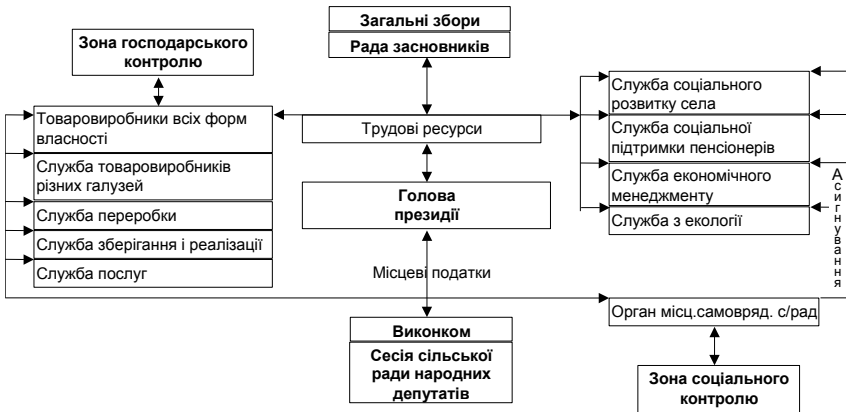 Загальні збори
Рада засновників
Зона господарського
контролю
Товаровиробники всіх форм
власності
Служба товаровиробників
різних галузей
Служба переробки
Служба зберігання і реалізації
Служба послуг
Трудові ресурси
Голова
президії
Місцеві податки
Виконком
Сесія сільської
ради народних
депутатів
Служба соціального
розвитку села
Служба соціальної
підтримки пенсіонерів
Служба економічного
менеджменту
Служба з екології
Асигнування
Орган місц.самовряд. с/рад
Зона соціального
контролю